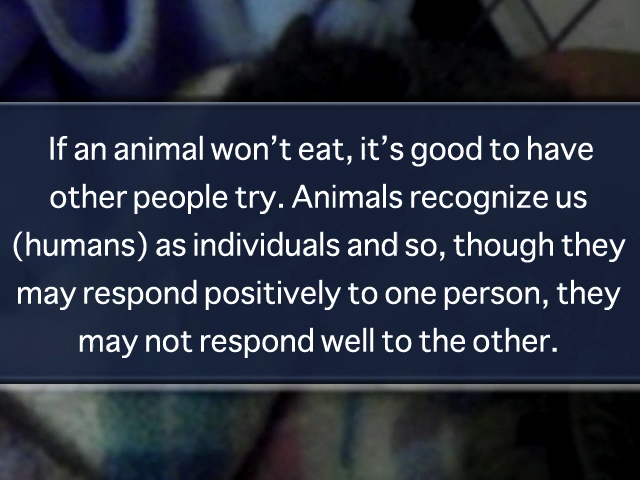 If an animal won’t eat, it’s good to have
other people try. Animals recognize us
(humans) as individuals and so, though they
may respond positively to one person, they
may not respond well to the other.